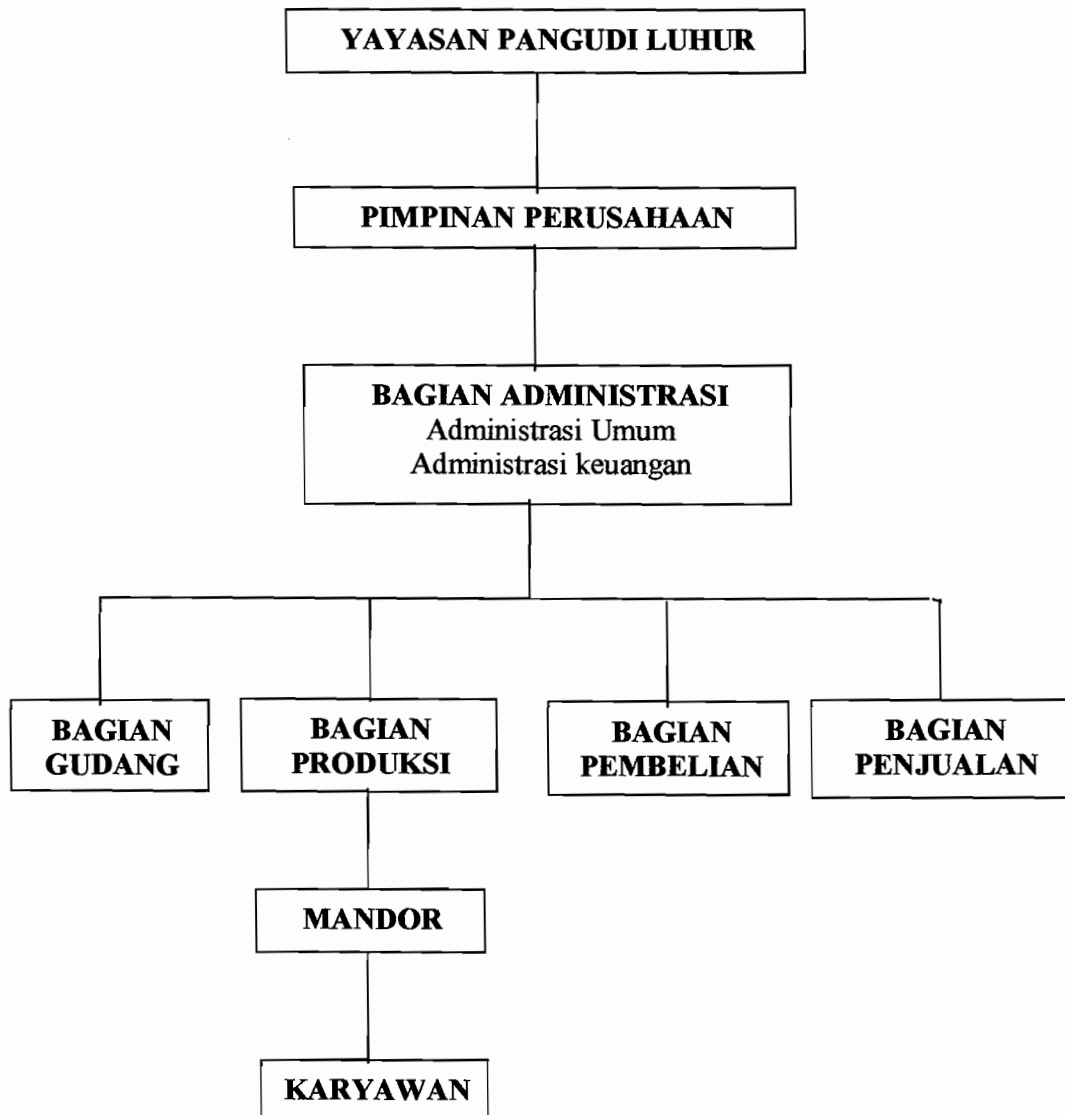 YAYASAN PANGUDI LUHUR
PIMPINAN PERUSAHAAN
BAGIAN ADMINISTRASI
Administrasi Umum
Administrasi keuangan
BAGIAN
GUDANG
BAGIAN
PRODUKSI
BAGIAN
PEMBELIAN
BAGIAN
PENJUALAN
MANDOR
KARYAWAN